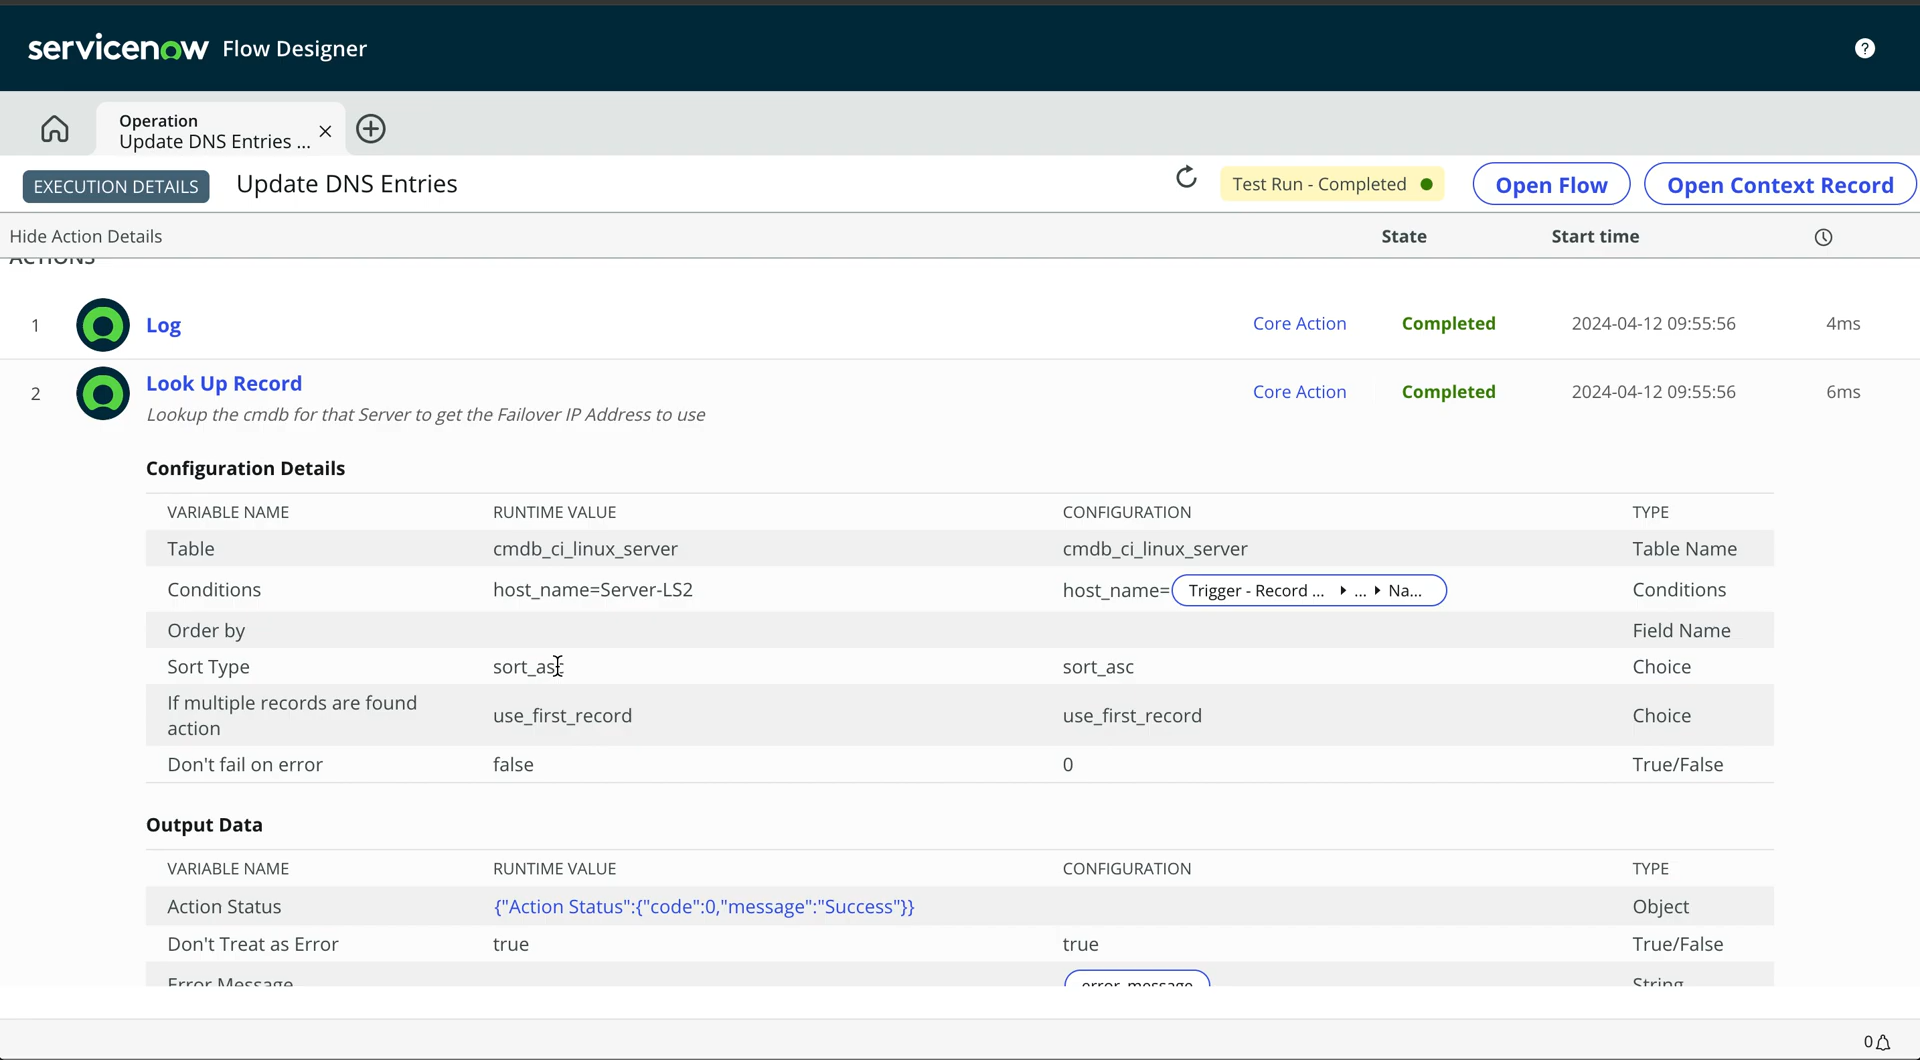 servicenow Flow Designer
?
Operation
Update DNS Entries ...
EXECUTION DETAILS Update DNS Entries Test Run - Completed Open Flow Open Context Record
Hide Action Details State Start time
ACTIONS
1 Log Core Action Completed 2024-04-12 09:55:56 4ms
2 Look Up Record Core Action Completed 2024-04-12 09:55:56 6ms
Lookup the cmdb for that Server to get the Failover IP Address to use
Configuration Details
VARIABLE NAME RUNTIME VALUE CONFIGURATION TYPE
Table cmdb_ci_linux_server cmdb_ci_linux_server Table Name
Conditions host_name=Server-LS2 host_name= Trigger - Record ... ... Na... Conditions
Order by Field Name
Sort Type sort_asc sort_asc Choice
If multiple records are found
action use_first_record use_first_record Choice
Don't fail on error false 0 True/False
Output Data
VARIABLE NAME RUNTIME VALUE CONFIGURATION TYPE
Action Status {"Action Status":{"code":0,"message":"Success"}} Object
Don't Treat as Error true true True/False
Error Message error_message String
0